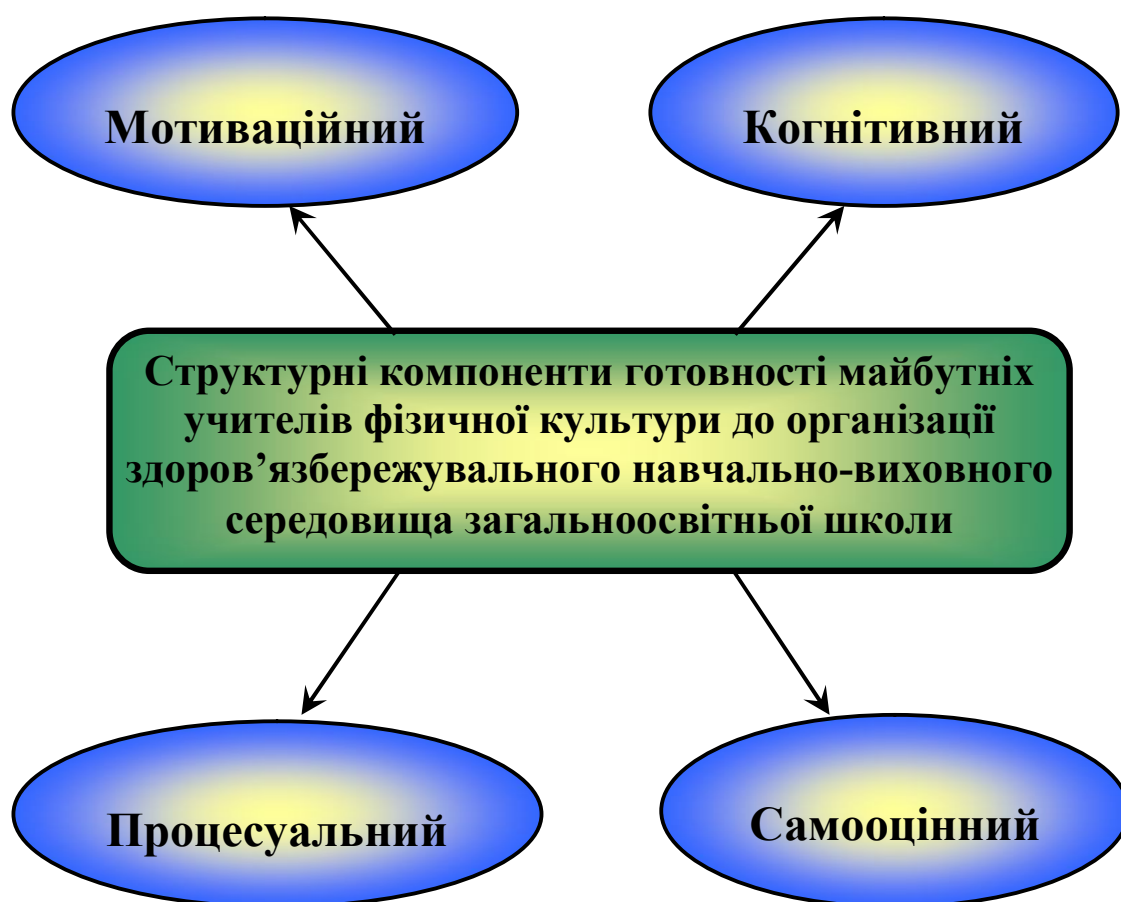 Мотиваційний
Когнітивний
Структурні компоненти готовності майбутніх
учителів фізичної культури до організації
здоров’язбережувального навчально-виховного
середовища загальноосвітньої школи
Процесуальний
Самооцінний